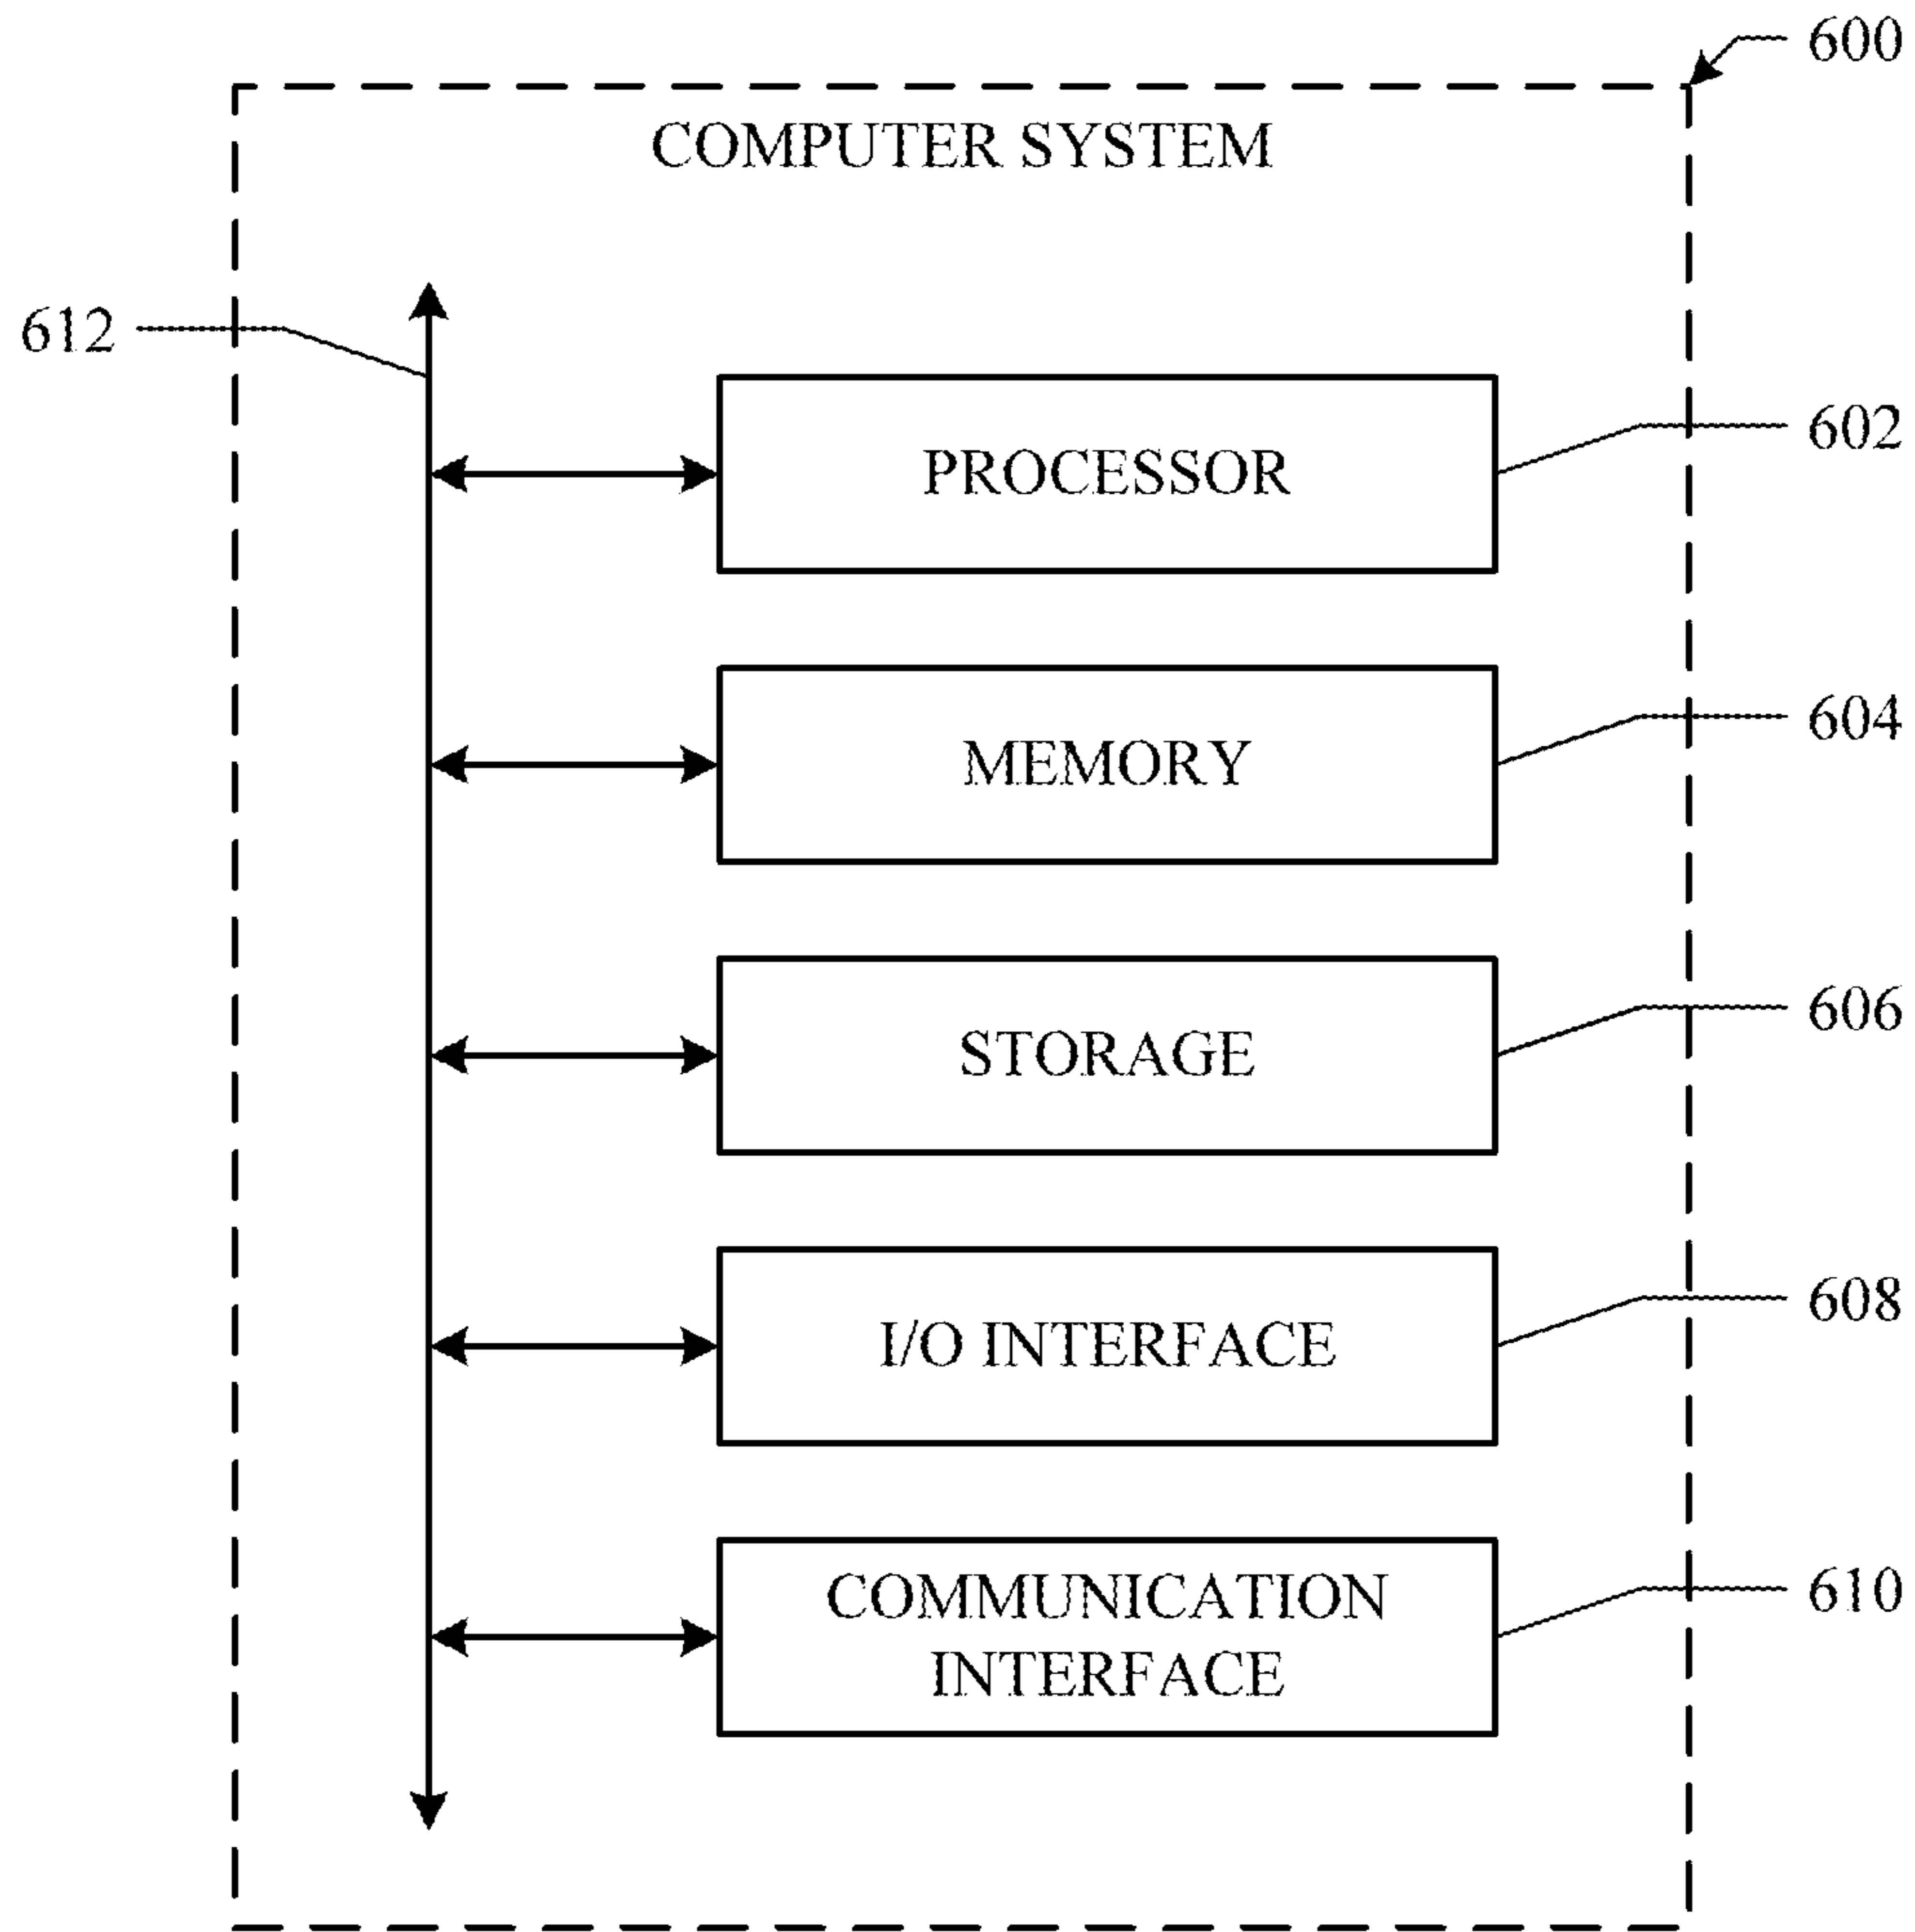 600
COMPUTER SYSTEM
612
602
PROCESSOR
604
MEMORY
606
STORAGE
608
I/O INTERFACE
610
COMMUNICATION
INTERFACE